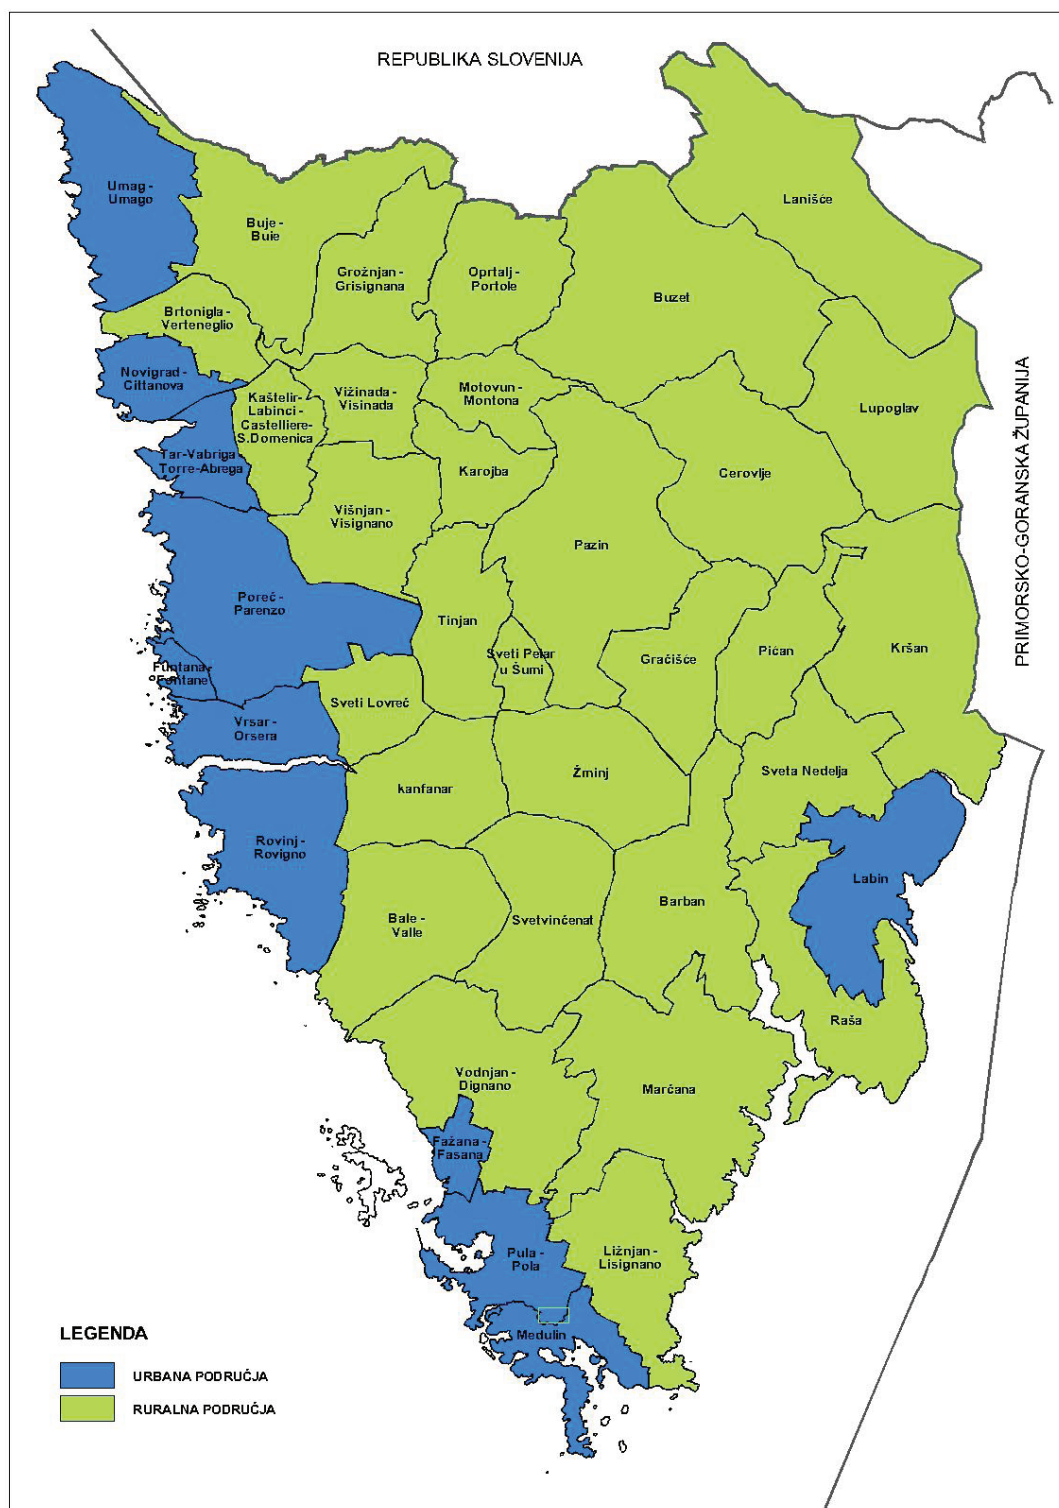 REPUBLIKA SLOVENIJA
Umag -
Umago
Lanišće
Buje -
Buie
Grožnjan -
Grisignana
Oprtalj -
Portole
Buzet
Brtonigla -
Verteneglio
PRIMORSKO-GORANSKA ŽUPANIJA
Novigrad -
Cittanova
Kaštelir -
Labinci -
Castelliere-
S.Domenica
Vižinada -
Visinada
Motovun -
Montona
Lupoglav
Tar-Vabriga
Torre-Abrega
Karojba
Cerovlje
Višnjan -
Visignano
Pazin
Poreč -
Parenzo
Tinjan
Sveti Petar
u Šumi
Gračišće
Pićan
Kršan
Funtana -
Fontane
Sveti Lovreč
Vrsar -
Orsera
kanfanar
Žminj
Sveta Nedelja
Rovinj -
Rovigno
Labin
Bale -
Valle
Svetvinčenat
Barban
Raša
Vodnjan -
Dignano
Marčana
Fažana -
Fasana
Pula -
Pola
Ližnjan -
Lisignano
Medulin
LEGENDA
URBANA PODRUČJA
RURALNA PODRUČJA